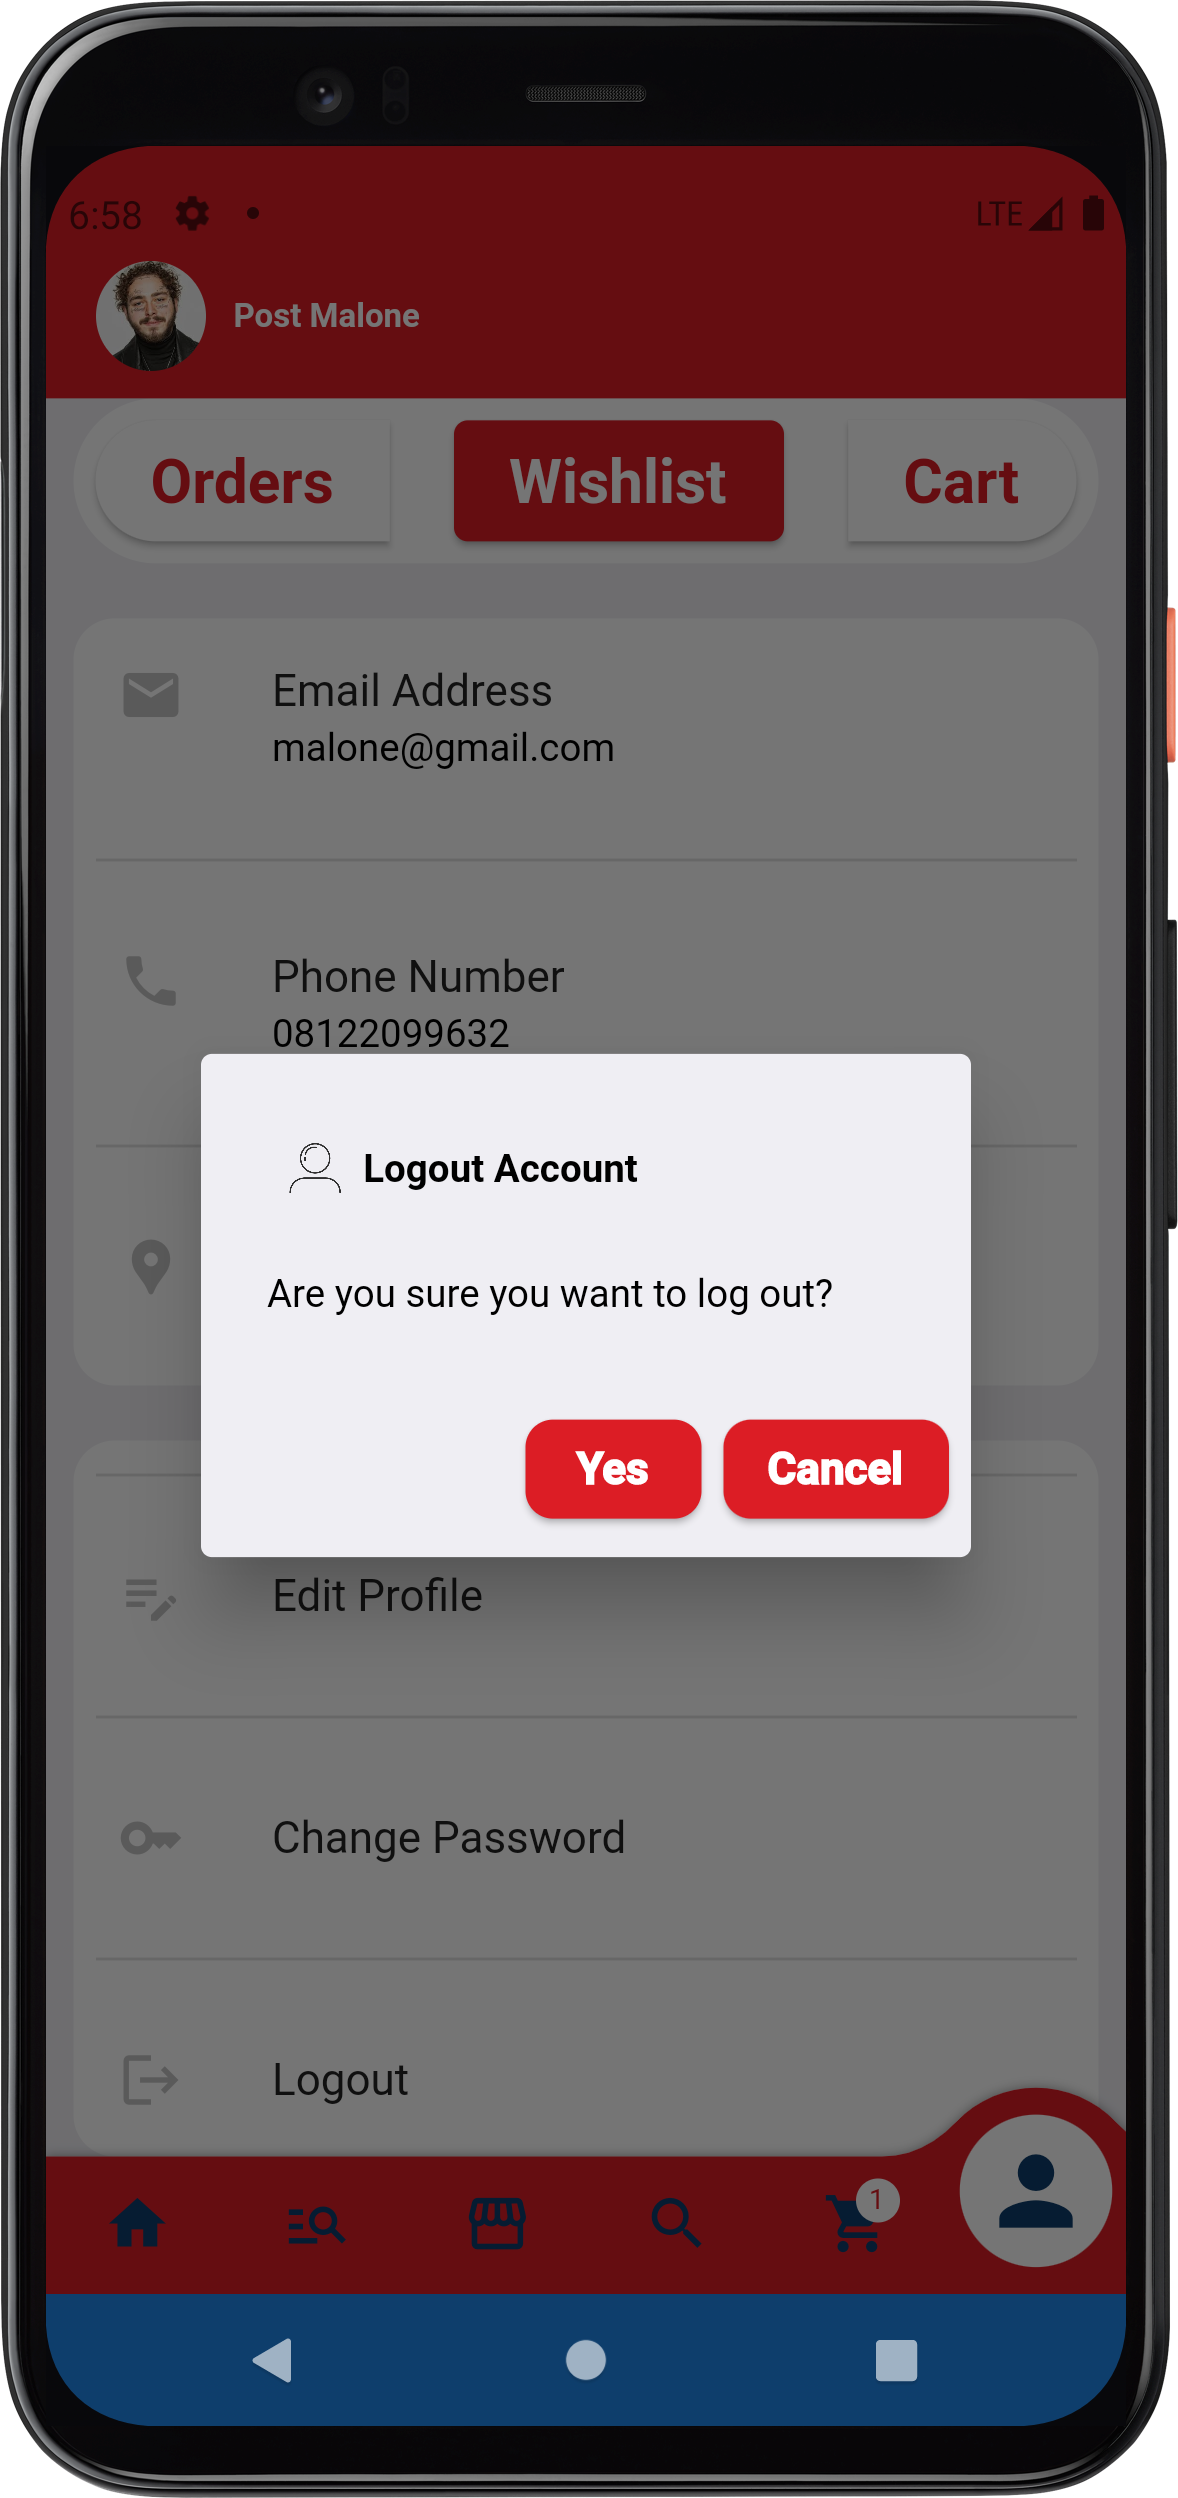 6:58
LTE
Post Malone
Orders
Wishlist
Cart
Email Address
malone@gmail.com
Phone Number
08122099632
Logout Account
Are you sure you want to log out?
Yes
Cancel
Edit Profile
Change Password
Logout
1